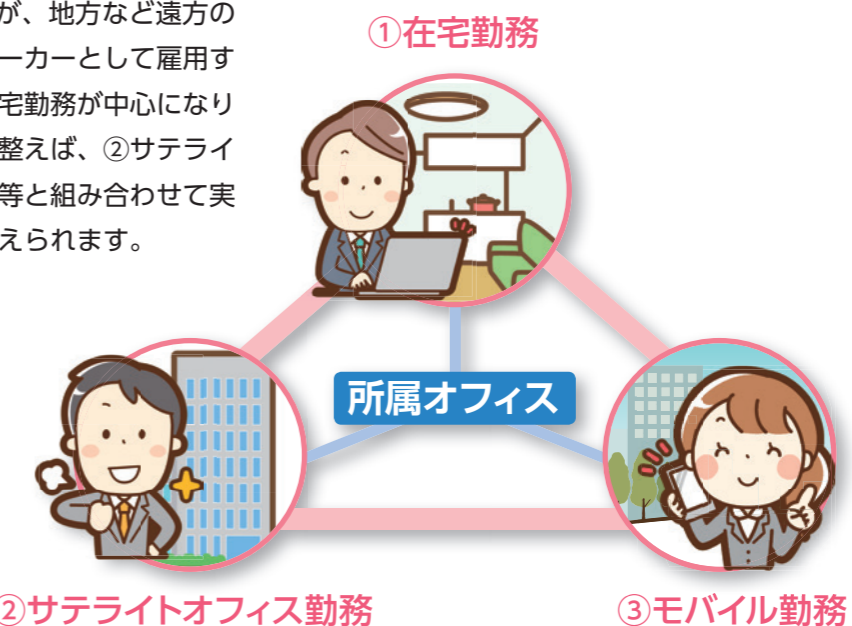 が、地方など遠方の
ーカーとして雇用す
宅勤務が中心になり
整えば、②サテライ
等と組み合わせて実
えられます。
①在宅勤務
所属オフィス
②サテライトオフィス勤務
③モバイル勤務